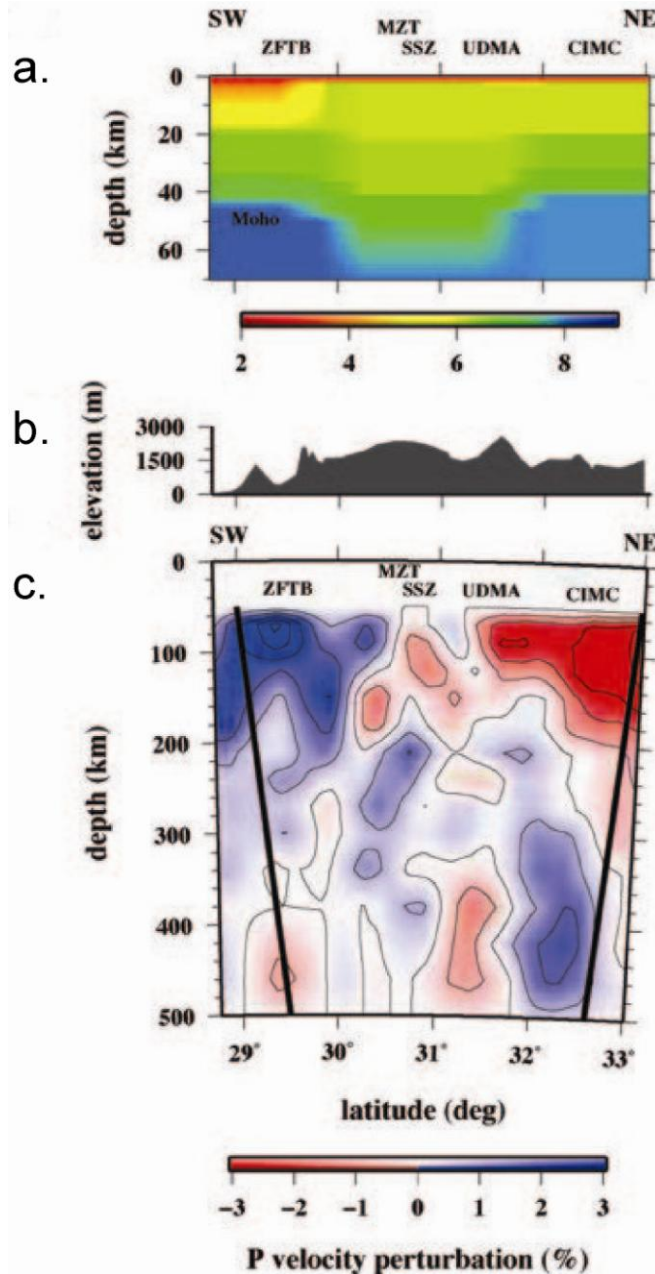 SW MZT NE
ZFTB SSZ UDMA CIMC
a.
0
20
40
60
depth (km)
Moho
2 4 6 8
b.
elevation (m)
3000
1500
0
SW NE
c.
MZT
ZFTB SSZ UDMA CIMC
0
100
200
300
400
500
depth (km)
29° 30° 31° 32° 33°
latitude (deg)
−3 −2 −1 0 1 2 3
P velocity perturbation (%)